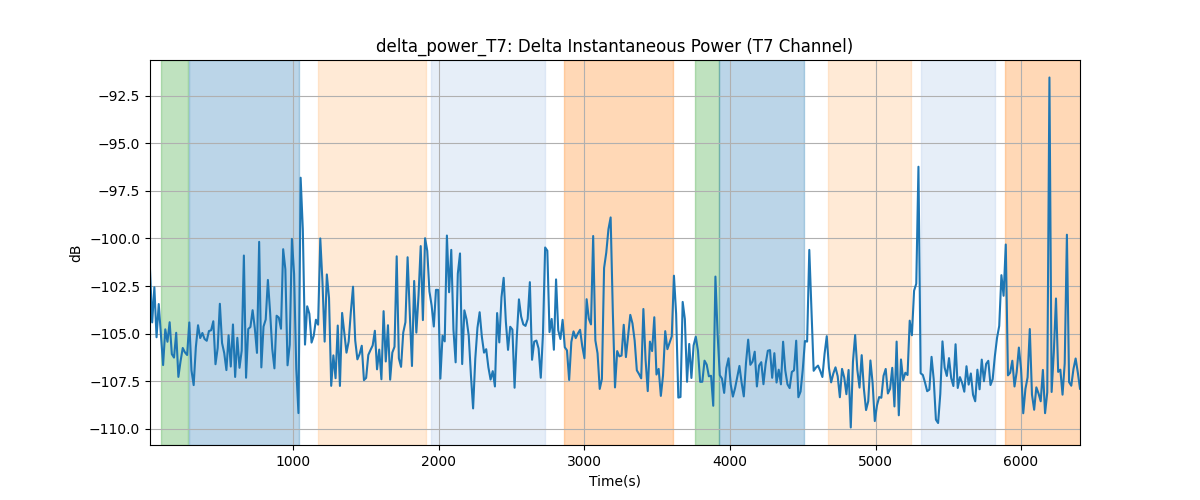 delta_power_T7: Delta Instantaneous Power (T7 Channel)
dB
−92.5
−95.0
−97.5
−100.0
−102.5
−105.0
−107.5
−110.0
1000 2000 3000 4000 5000 6000
Time(s)